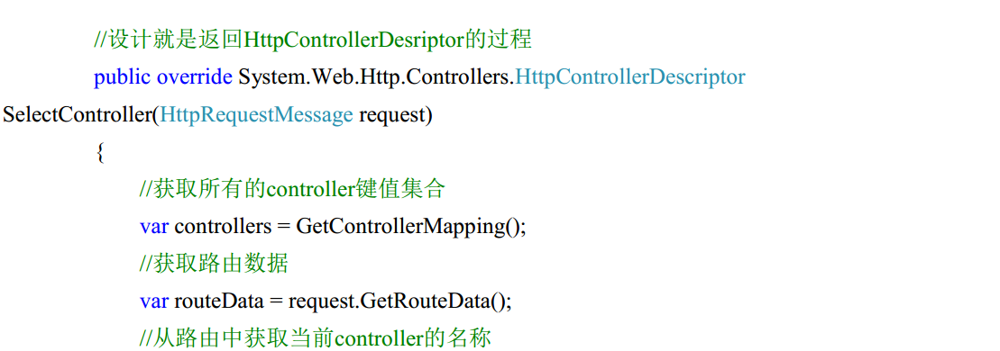 //设计就是返回HttpControllerDesriptor的过程
public override System.Web.Http.Controllers.HttpControllerDescriptor
SelectController(HttpRequestMessage request)
{
//获取所有的controller键值集合
var controllers = GetControllerMapping();
//获取路由数据
var routeData = request.GetRouteData();
//从路由中获取当前controller的名称